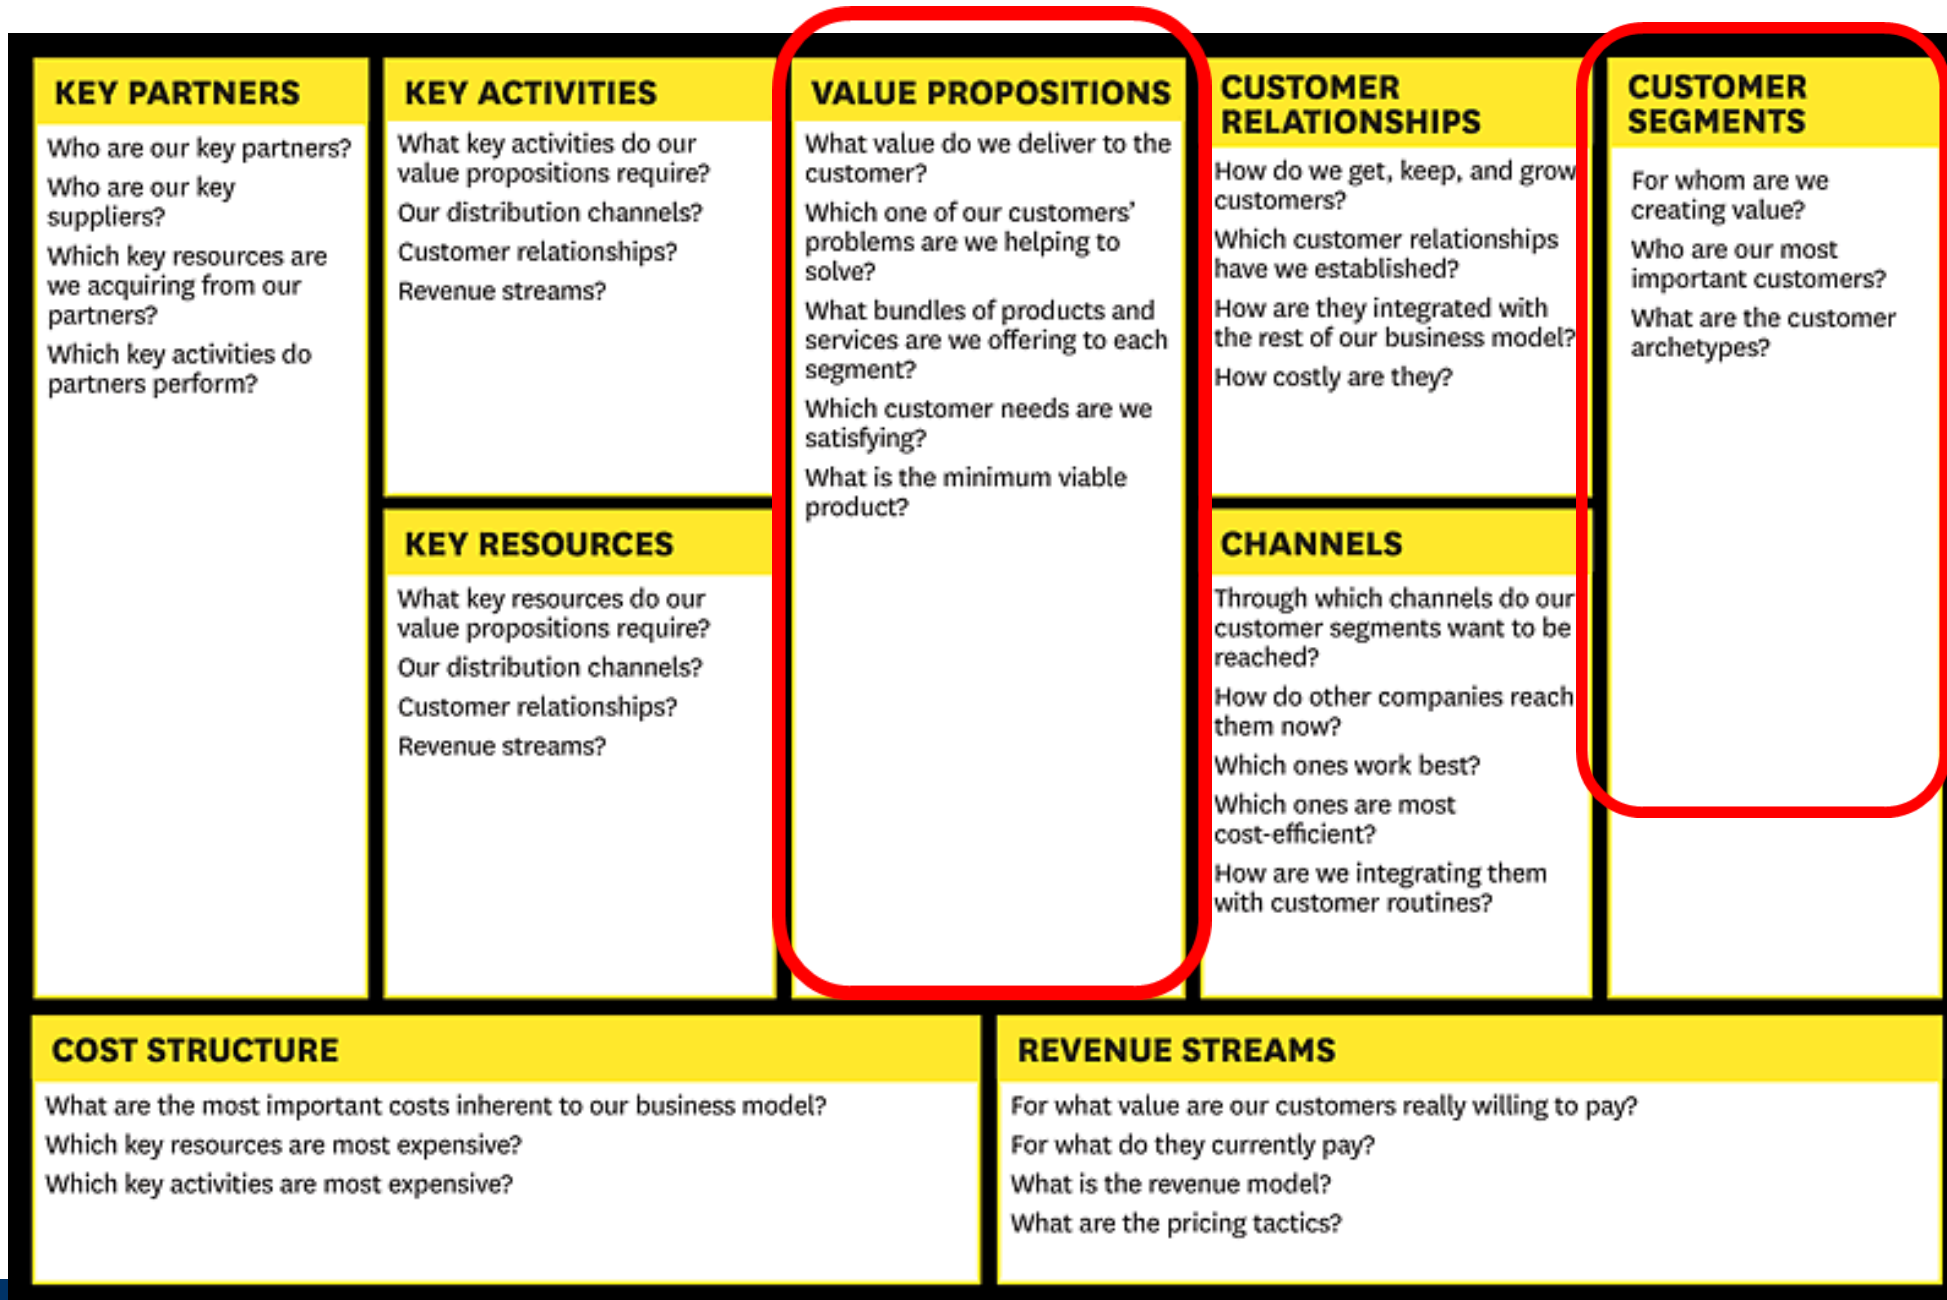 KEY PARTNERS
Who are our key partners?
Who are our key
suppliers?
Which key resources are
we acquiring from our
partners?
Which key activities do
partners perform?
KEY ACTIVITIES
What key activities do our
value propositions require?
Our distribution channels?
Customer relationships?
Revenue streams?
KEY RESOURCES
What key resources do our
value propositions require?
Our distribution channels?
Customer relationships?
Revenue streams?
VALUE PROPOSITIONS
What value do we deliver to the
customer?
Which one of our customers’
problems are we helping to
solve?
What bundles of products and
services are we offering to each
segment?
Which customer needs are we
satisfying?
What is the minimum viable
product?
CUSTOMER
RELATIONSHIPS
How do we get, keep, and grow
customers?
Which customer relationships
have we established?
How are they integrated with
the rest of our business model?
How costly are they?
CHANNELS
Through which channels do our
customer segments want to be
reached?
How do other companies reach
them now?
Which ones work best?
Which ones are most
cost-efficient?
How are we integrating them
with customer routines?
CUSTOMER
SEGMENTS
For whom are we
creating value?
Who are our most
important customers?
What are the customer
archetypes?
COST STRUCTURE
What are the most important costs inherent to our business model?
Which key resources are most expensive?
Which key activities are most expensive?
REVENUE STREAMS
For what value are our customers really willing to pay?
For what do they currently pay?
What is the revenue model?
What are the pricing tactics?